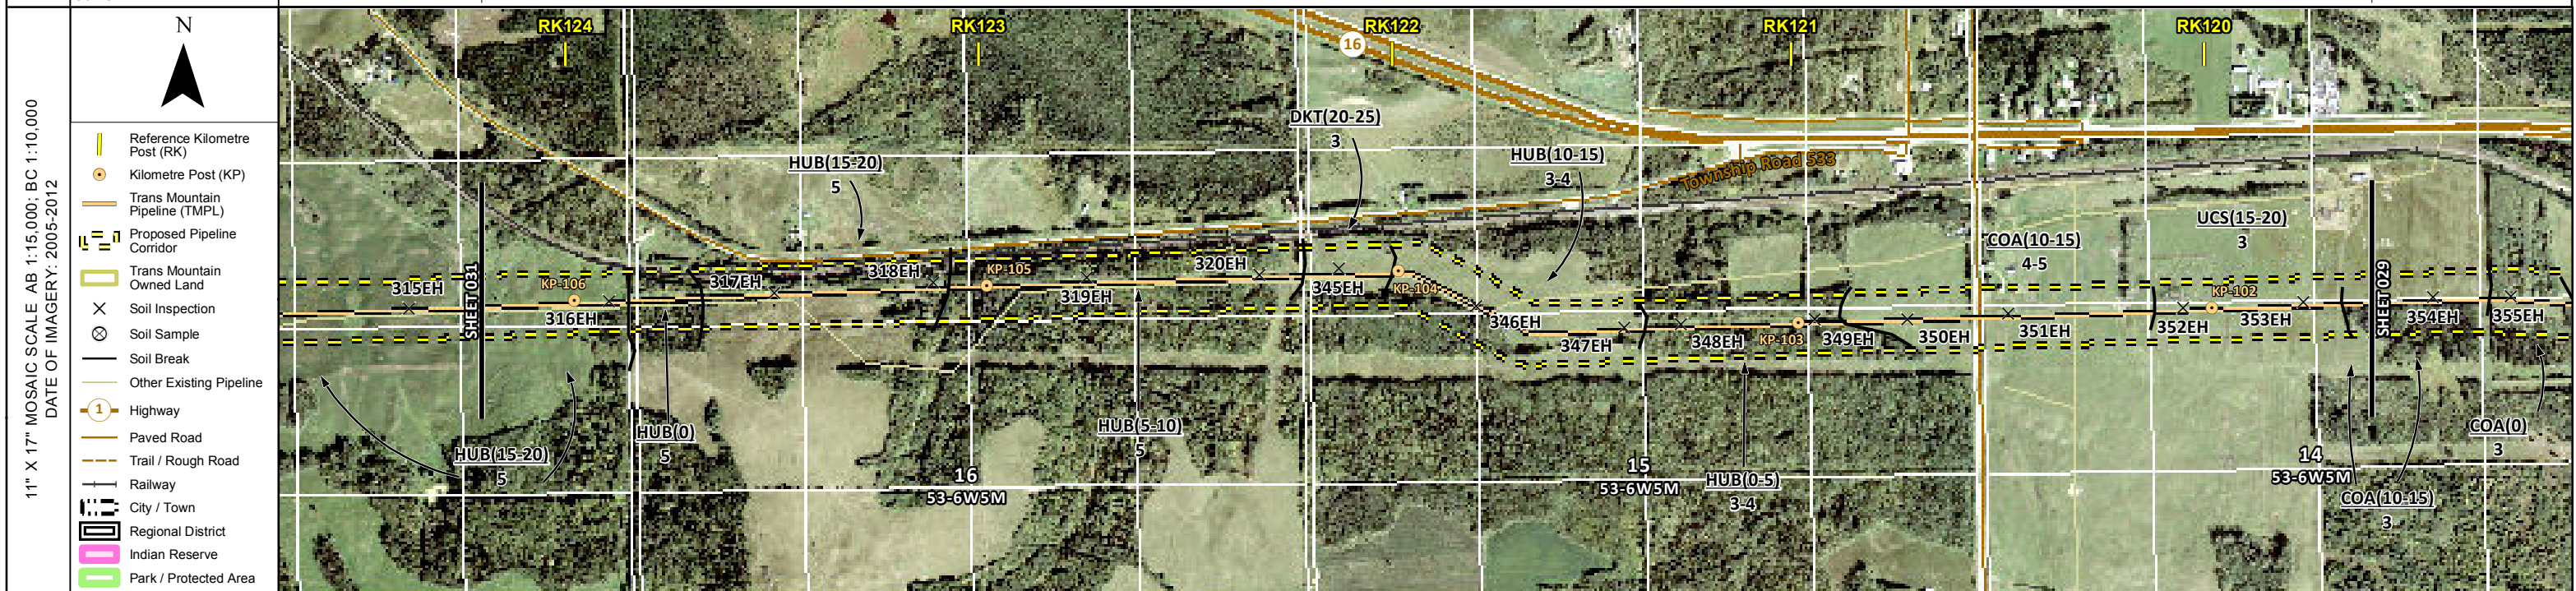 11" X 17" MOSAIC SCALE AB 1:15,000; BC 1:10,000
DATE OF IMAGERY: 2005-2012
N
Reference Kilometre
Post (RK)
Kilometre Post (KP)
Trans Mountain
Pipeline (TMPL)
Proposed Pipeline
Corridor
Trans Mountain
Owned Land
Soil Inspection
Soil Sample
Soil Break
Other Existing Pipeline
1 Highway
Paved Road
Trail / Rough Road
Railway
City / Town
Regional District
Indian Reserve
Park / Protected Area
RK124
RK123
RK122
RK121
RK120
16
DKT(20-25)
3
HUB(15-20)
5
HUB(10-15)
3-4
Township Road 533
UCS(15-20)
3
COA(10-15)
4-5
SHEET 031
SHEET 029
315EH
KP-106
316EH
317EH
318EH
KP-105
319EH
320EH
345EH
KP-104
346EH
347EH
348EH
KP-103
349EH
350EH
351EH
KP-102
352EH
353EH
354EH
355EH
HUB(15-20)
5
HUB(0)
5
HUB(5-10)
5
16
53-6W5M
15
53-6W5M
HUB(0-5)
3-4
14
53-6W5M
COA(10-15)
3
COA(0)
3